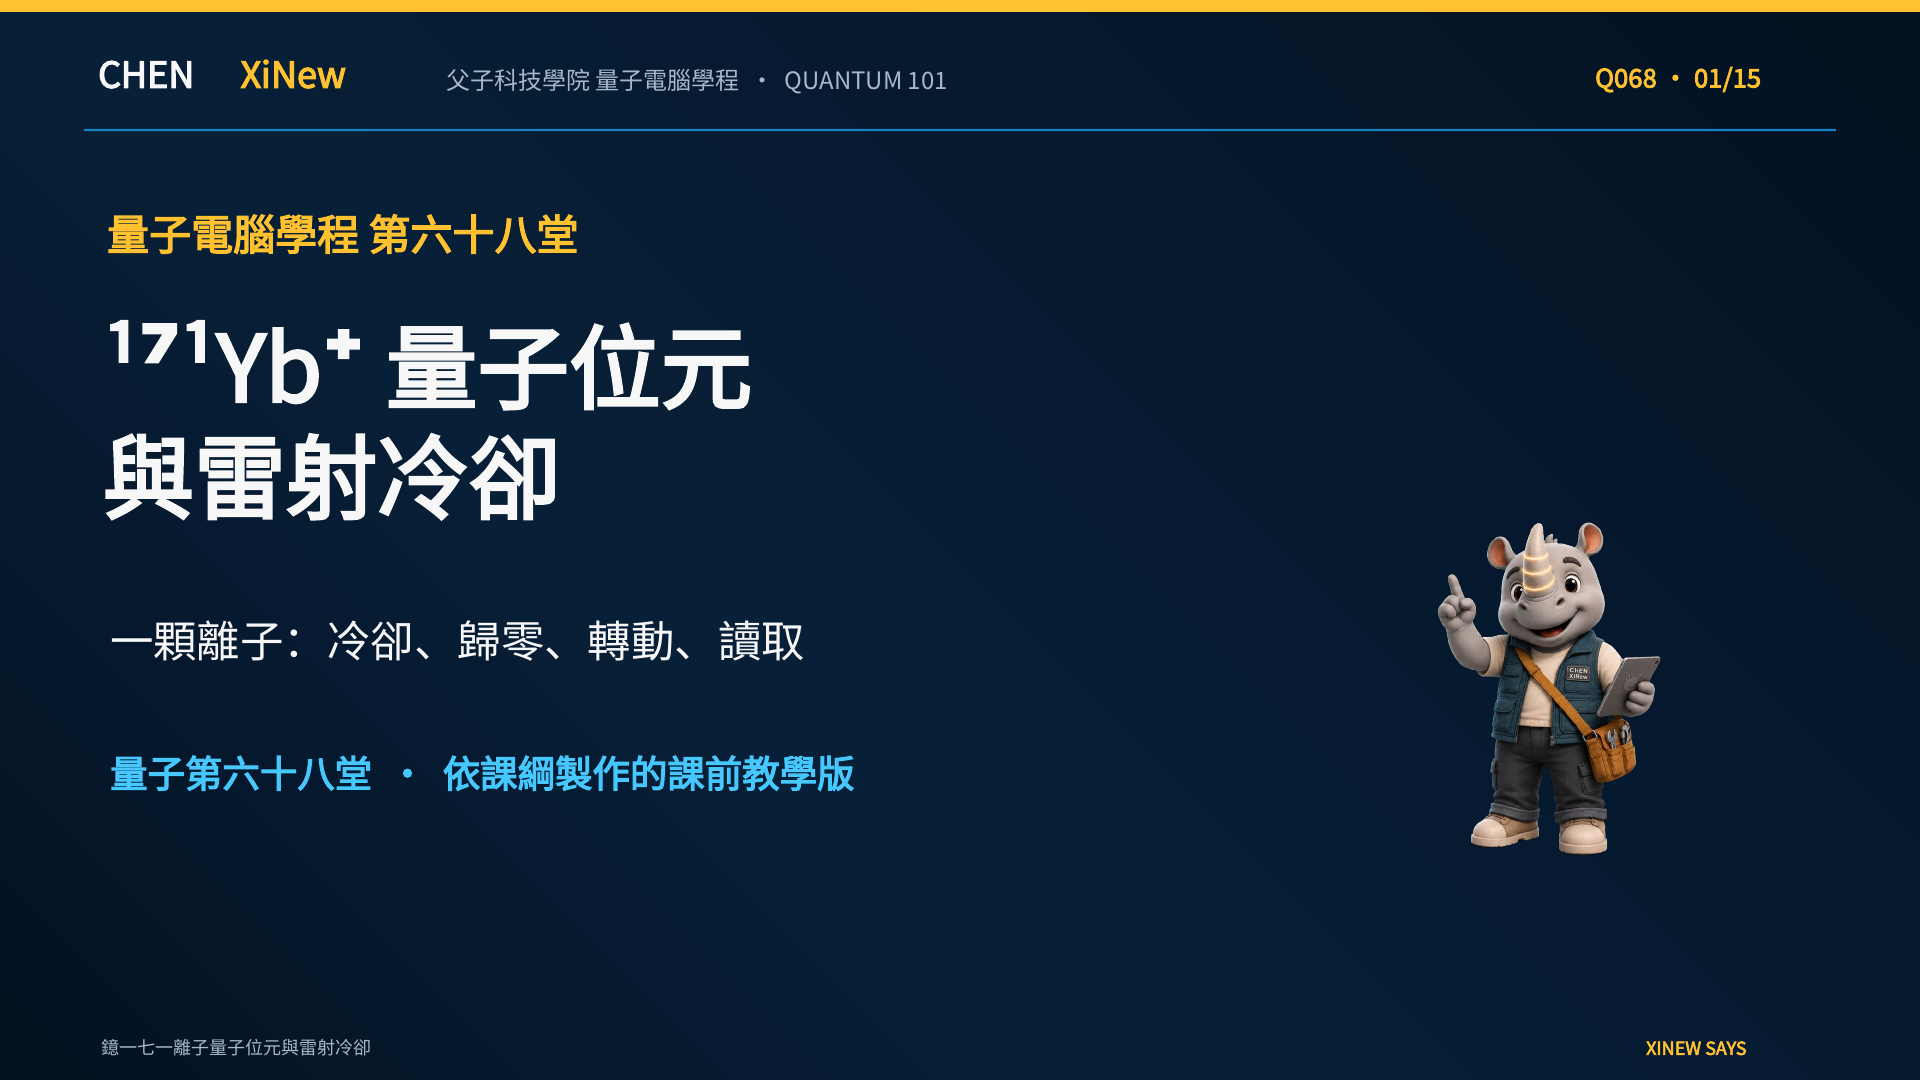 CHEN XiNew 父子科技學院 量子電腦學程 · QUANTUM 101 Q068 · 01/15
量子電腦學程 第六十八堂
¹⁷¹Yb⁺ 量子位元
與雷射冷卻
一顆離子：冷卻、歸零、轉動、讀取
量子第六十八堂 · 依課綱製作的課前教學版
CHEN
XiNew
鐿一七一離子量子位元與雷射冷卻 XINEW SAYS